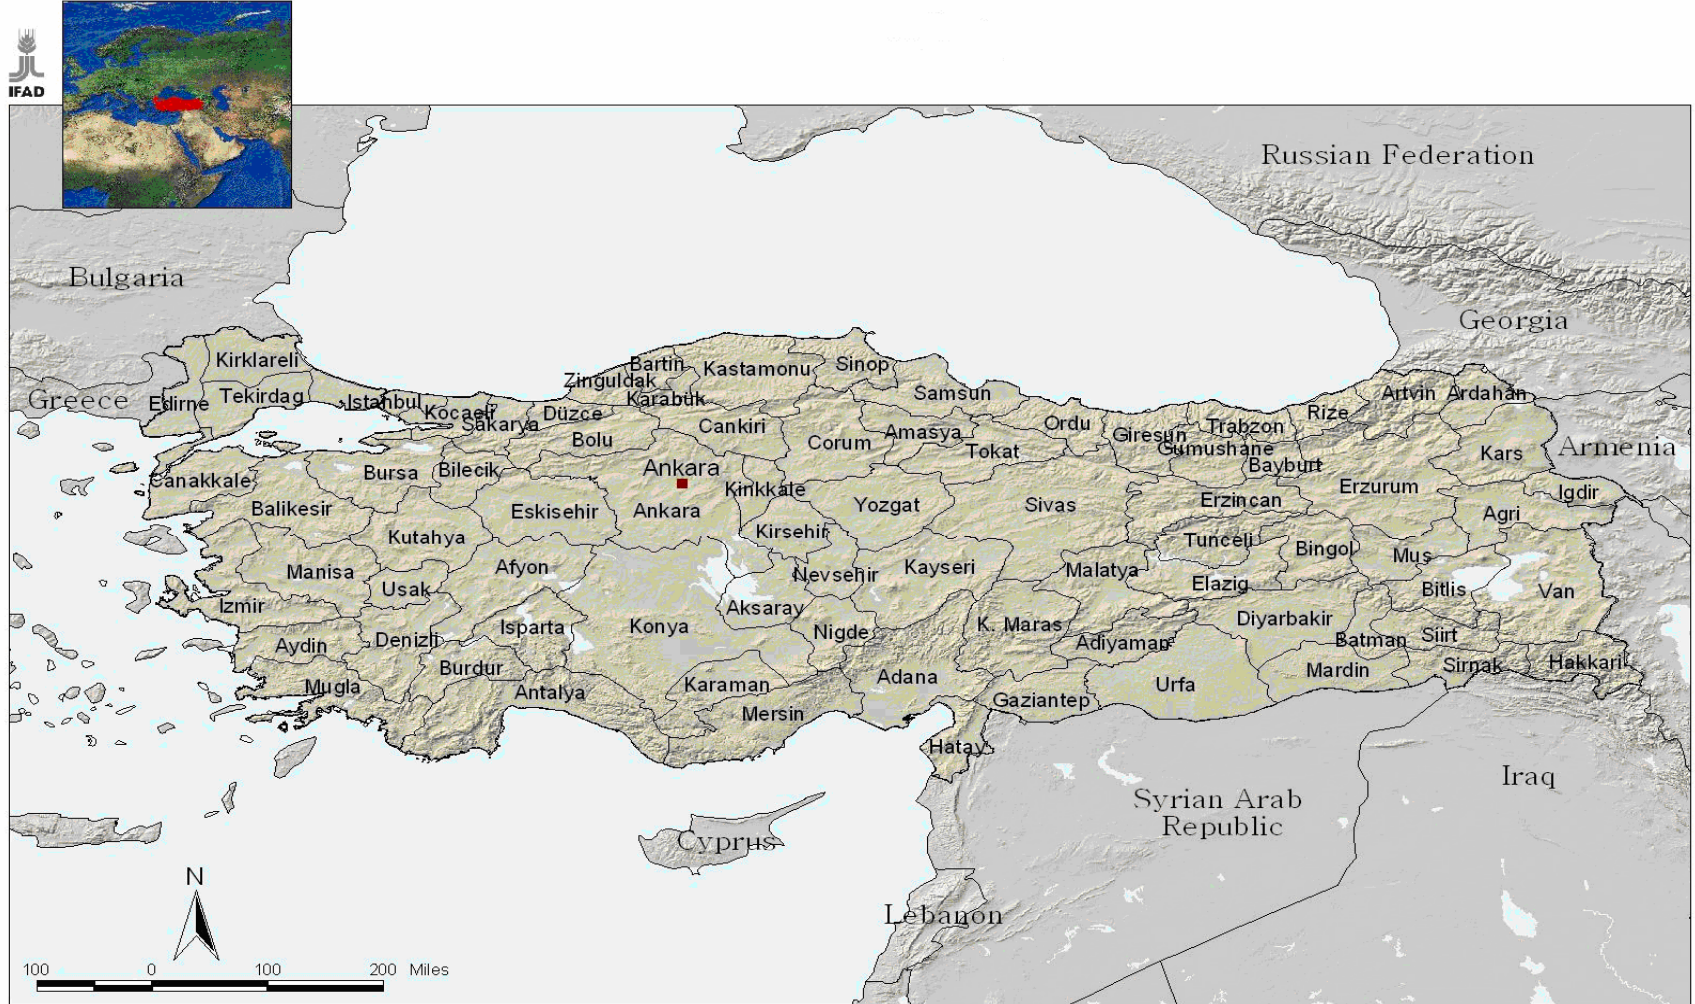 IFAD
Russian Federation
Bulgaria
Georgia
Kirklareli
Bartin
Kastamonu
Sinop
Zinguldak
Samsun
Artvin
Ardahan
Greece
Edirne
Tekirdag
Istanbul
Karabük
Kocaeli
Düzce
Rize
Sakarya
Cankiri
Ordu
Trabzon
Bolu
Corum
Amasya
Giresun
Armenia
Tokat
Gümüshane
Kars
Canakkale
Bursa
Bilecik
Ankara
Bayburt
Kinkkale
Erzurum
Igdir
Balikesir
Eskisehir
Ankara
Yozgat
Sivas
Erzincan
Agri
Kutahya
Kirsehir
Tunceli
Bingol
Mus
Manisa
Usak
Afyon
Nevsehir
Kayseri
Malatya
Elazig
Bitlis
Van
Izmir
Aksaray
Aydin
Denizli
Isparta
Konya
Nigde
K. Maras
Adiyaman
Diyarbakir
Batman
Siirt
Burdur
Adana
Mardin
Sirnak
Hakkari
Mugla
Antalya
Karaman
Mersin
Gaziantep
Urfa
Hatay
Iraq
Syrian Arab
Republic
Cyprus
N
Lebanon
100 0 100 200 Miles